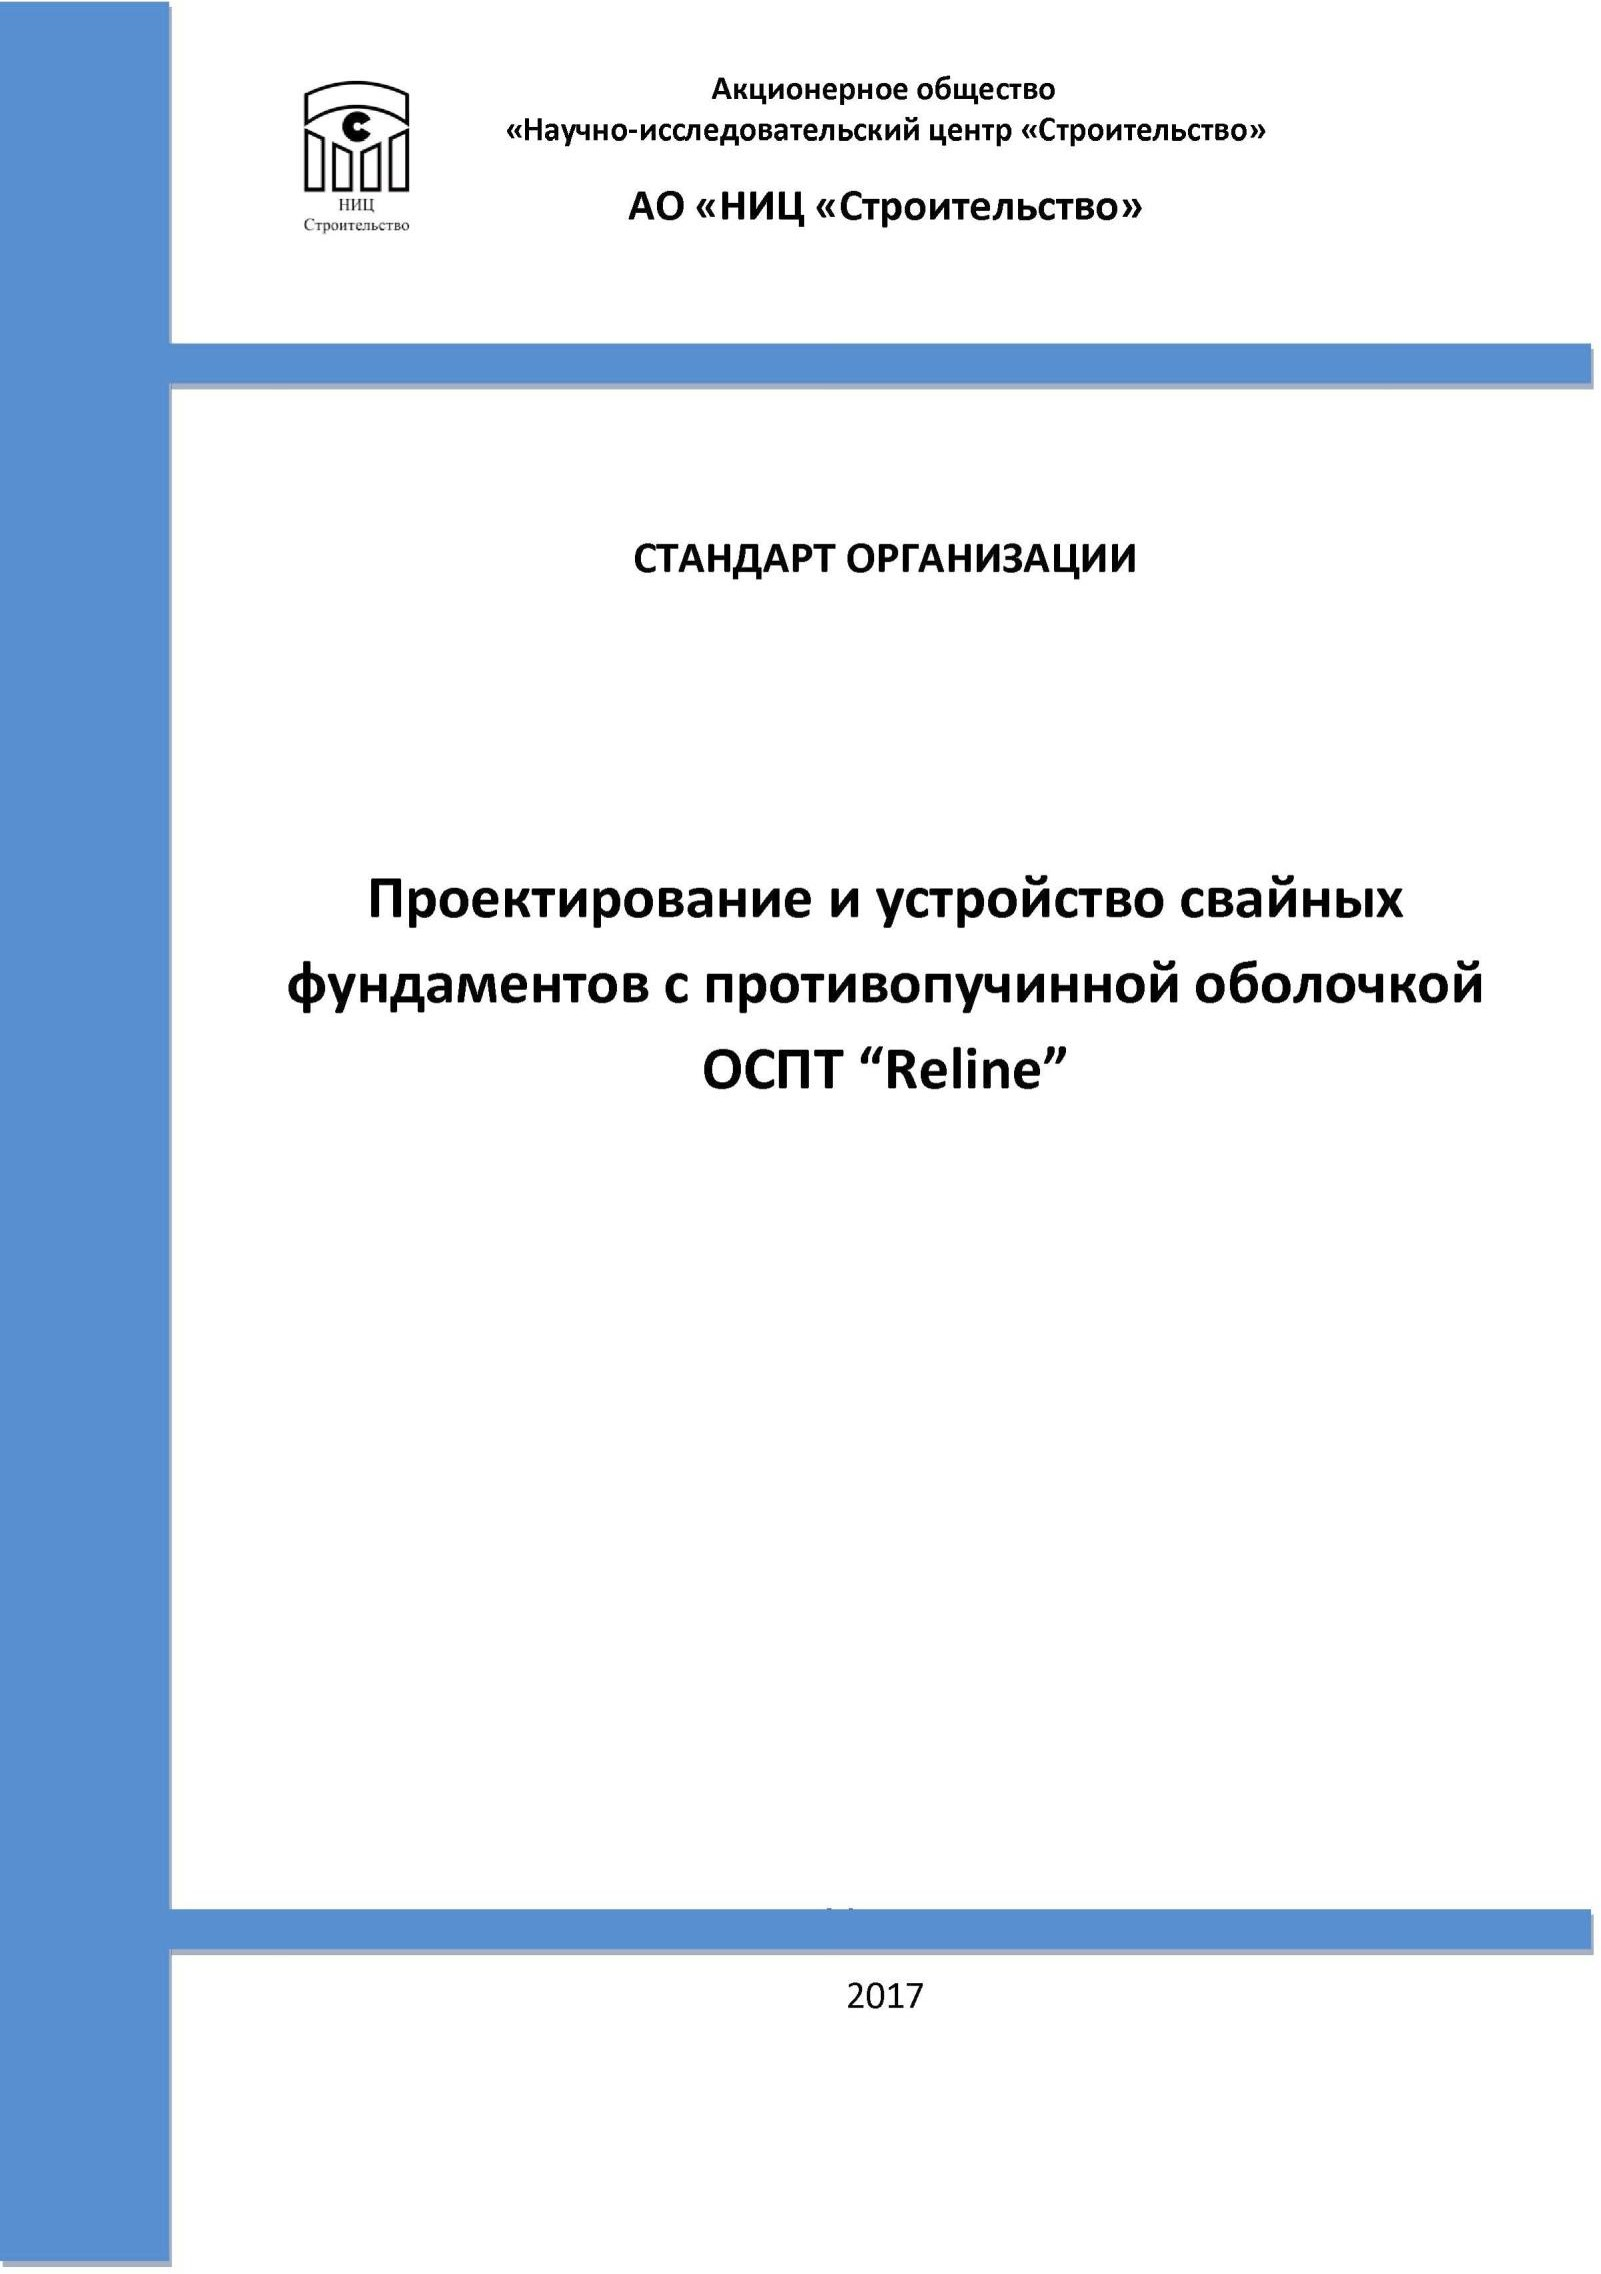 Акционерное общество
«Научно-исследовательский центр «Строительство»
АО «НИЦ «Строительство»
С
НИЦ
Строительство
СТАНДАРТ ОРГАНИЗАЦИИ
Проектирование и устройство свайных
фундаментов с противопучинной оболочкой
ОСПТ “Reline”
2017